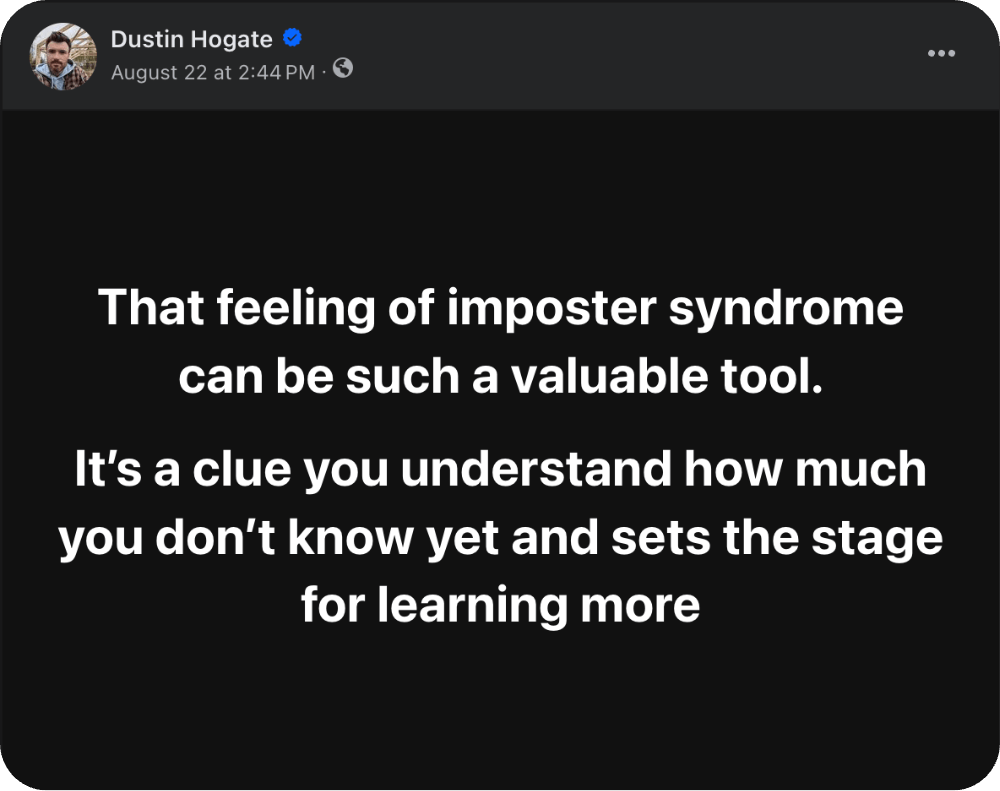 Dustin Hogate
August 22 at 2:44 PM ·
That feeling of imposter syndrome
can be such a valuable tool.
It’s a clue you understand how much
you don’t know yet and sets the stage
for learning more